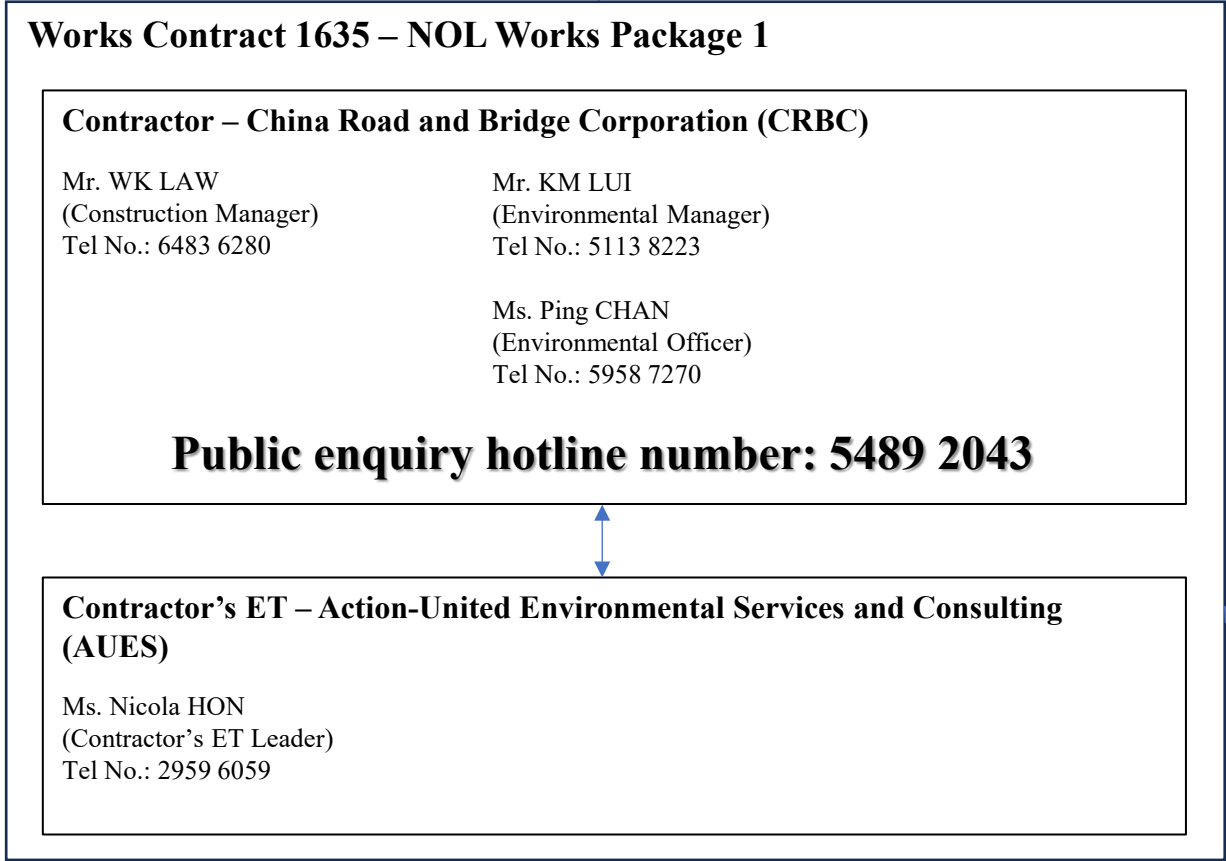 Works Contract 1635 – NOL Works Package 1
Contractor – China Road and Bridge Corporation (CRBC)
Mr. WK LAW
(Construction Manager)
Tel No.: 6483 6280
Mr. KM LUI
(Environmental Manager)
Tel No.: 5113 8223
Ms. Ping CHAN
(Environmental Officer)
Tel No.: 5958 7270
Public enquiry hotline number: 5489 2043
Contractor’s ET – Action-United Environmental Services and Consulting
(AUES)
Ms. Nicola HON
(Contractor’s ET Leader)
Tel No.: 2959 6059